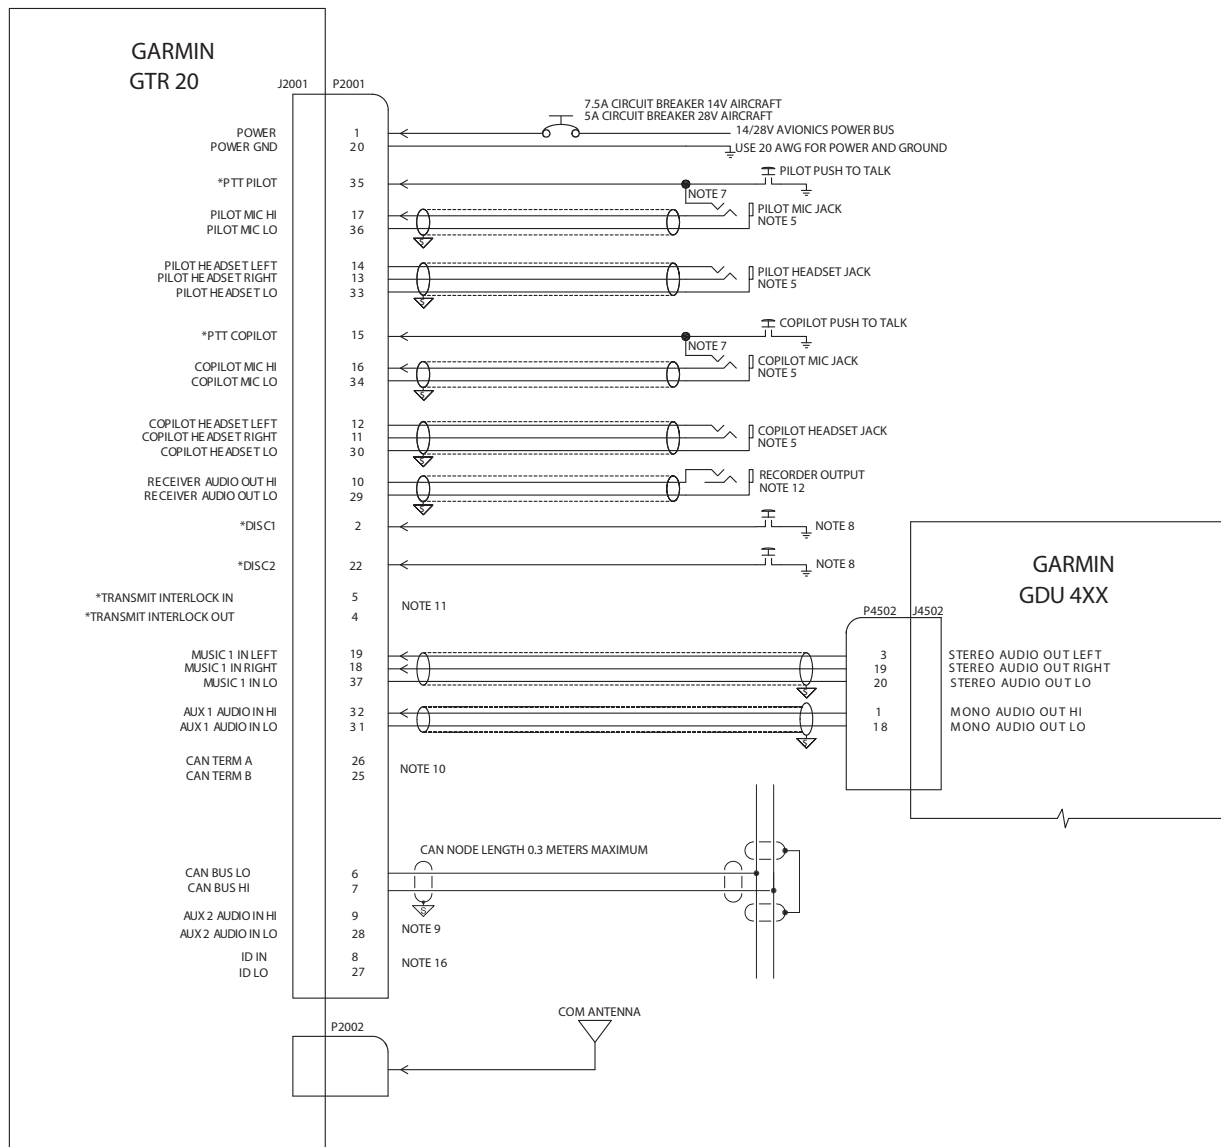 GARMIN
GTR 20
J2001 P2001
7.5A CIRCUIT BREAKER 14V AIRCRAFT
5A CIRCUIT BREAKER 28V AIRCRAFT
POWER 1 14/28V AVIONICS POWER BUS
POWER GND 20 USE 20 AWG FOR POWER AND GROUND
PILOT PUSH TO TALK
*PTT PILOT 35
NOTE 7
PILOT MIC HI 17 PILOT MIC JACK
PILOT MIC LO 36 NOTE 5
S
PILOT HEADSET LEFT 14
PILOT HEADSET RIGHT 13 PILOT HEADSET JACK
PILOT HEADSET LO 33 NOTE 5
S
COPILOT PUSH TO TALK
*PTT COPILOT 15
NOTE 7
COPILOT MIC HI 16 COPILOT MIC JACK
COPILOT MIC LO 34 NOTE 5
S
COPILOT HEADSET LEFT 12
COPILOT HEADSET RIGHT 11 COPILOT HEADSET JACK
COPILOT HEADSET LO 30 NOTE 5
S
RECEIVER AUDIO OUT HI 10 RECORDER OUTPUT
RECEIVER AUDIO OUT LO 29 NOTE 12
S
*DISC1 2 NOTE 8
*DISC2 22 NOTE 8
GARMIN
GDU 4XX
*TRANSMIT INTERLOCK IN 5
NOTE 11
*TRANSMIT INTERLOCK OUT 4
P4502 J4502
MUSIC 1 IN LEFT 19 3 STEREO AUDIO OUT LEFT
MUSIC 1 IN RIGHT 18 19 STEREO AUDIO OUT RIGHT
MUSIC 1 IN LO 37 20 STEREO AUDIO OUT LO
S
AUX 1 AUDIO IN HI 32 1 MONO AUDIO OUT HI
AUX 1 AUDIO IN LO 31 18 MONO AUDIO OUT LO
S
CAN TERM A 26
NOTE 10
CAN TERM B 25
CAN NODE LENGTH 0.3 METERS MAXIMUM
CAN BUS LO 6
CAN BUS HI 7
S
AUX 2 AUDIO IN HI 9
NOTE 9
AUX 2 AUDIO IN LO 28
ID IN 8
NOTE 16
ID LO 27
P2002
COM ANTENNA